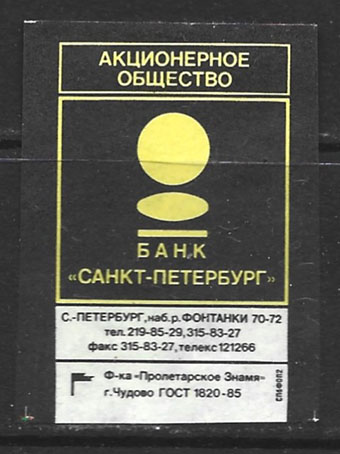 АКЦИОНЕРНОЕ
ОБЩЕСТВО
БАНК
«САНКТ-ПЕТЕРБУРГ»
С.-ПЕТЕРБУРГ, наб.р. ФОНТАНКИ 70-72
тел. 219-85-29, 315-83-27
факс 315-83-27, телекс 121266
Ф-ка «Пролетарское Знамя»
г. Чудово ГОСТ 1820-85